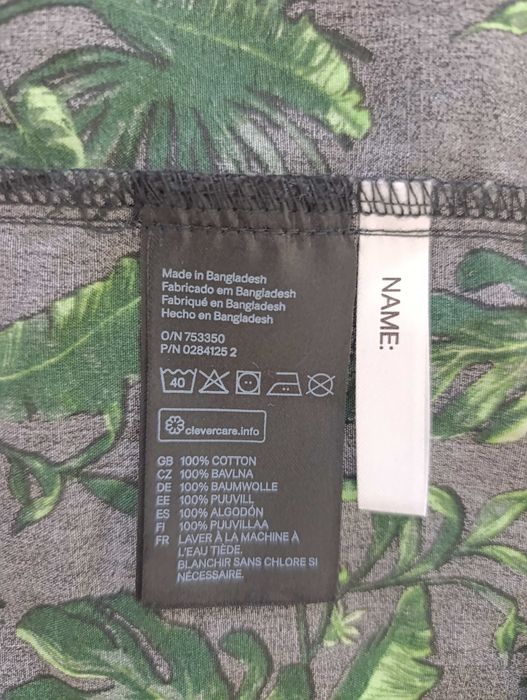 Made in Bangladesh
Fabricado em Bangladesh
Fabriqué en Bangladesh
Hecho en Bangladesh
O/N 753350
P/N 0284125 2
40
clevercare.info
GB 100% COTTON
CZ 100% BAVLNA
DE 100% BAUMWOLLE
EE 100% PUUVILL
ES 100% ALGODÓN
FI 100% PUUVILLAA
FR LAVER À LA MACHINE À
L'EAU TIÈDE.
BLANCHIR SANS CHLORE SI
NÉCESSAIRE.
NAME: